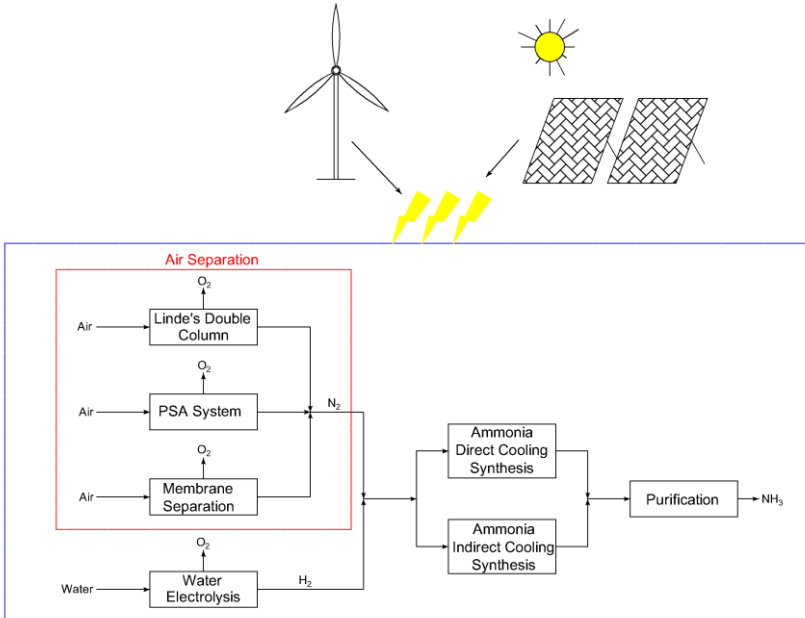 Air Separation
O₂
Air
Linde's Double
Column
O₂
Air
PSA System
N₂
O₂
Air
Membrane
Separation
O₂
Water
Water
Electrolysis
H₂
Ammonia
Direct Cooling
Synthesis
Ammonia
Indirect Cooling
Synthesis
Purification
NH₃